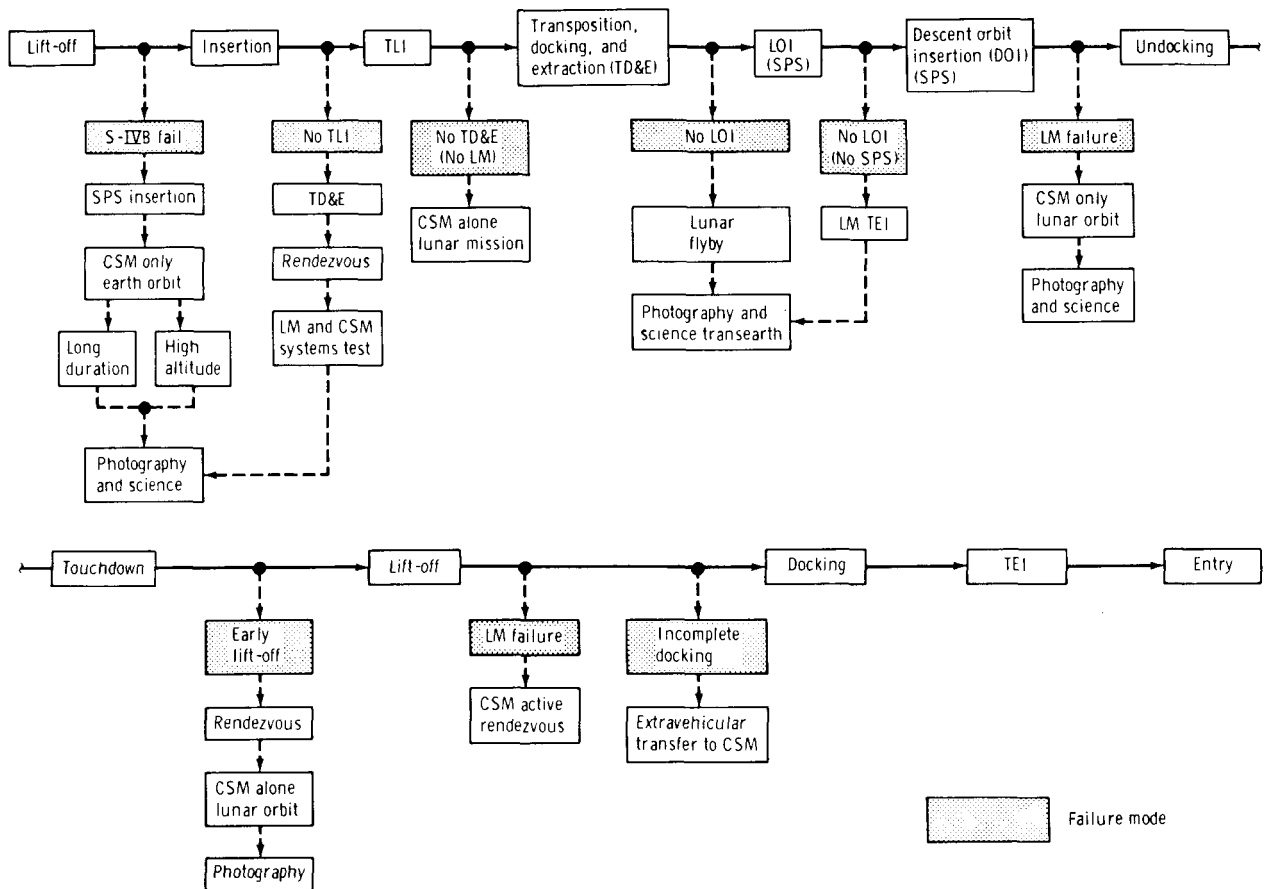 Lift-off
Insertion
TLI
Transposition,
docking, and
extraction (TD&E)
LOI
(SPS)
Descent orbit
insertion (DOI)
(SPS)
Undocking
S-IVB fail
No TLI
No TD&E
(No LM)
No LOI
No LOI
(No SPS)
LM failure
SPS insertion
TD&E
CSM alone
lunar mission
Lunar
flyby
LM TEI
CSM only
lunar orbit
CSM only
earth orbit
Rendezvous
Photography and
science transearth
Photography
and science
Long
duration
High
altitude
LM and CSM
systems test
Photography
and science
Touchdown
Lift-off
Docking
TEI
Entry
Early
lift-off
LM failure
Incomplete
docking
Rendezvous
CSM active
rendezvous
Extravehicular
transfer to CSM
CSM alone
lunar orbit
Photography
Failure mode